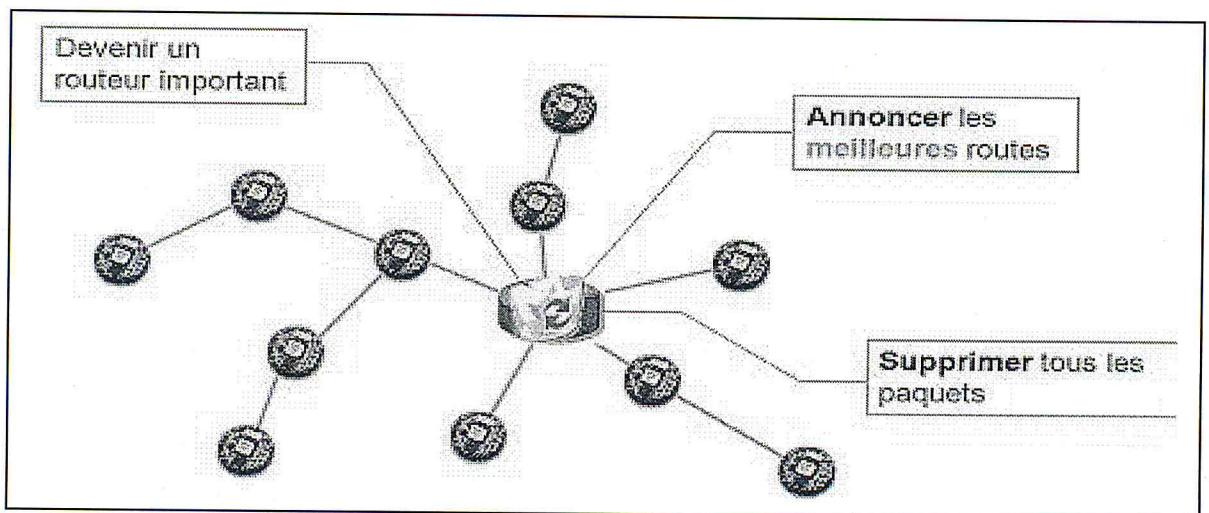 Devenir un
routeur important
Annoncer les
meilleures routes
Supprimer tous les
paquets